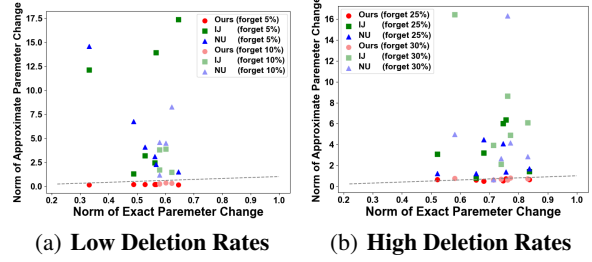 Norm of Approximate Paremeter Change
17.5
15.0
12.5
10.0
7.5
5.0
2.5
0.0
Ours (forget 5%)
IJ (forget 5%)
NU (forget 5%)
Ours (forget 10%)
IJ (forget 10%)
NU (forget 10%)
0.2 0.3 0.4 0.5 0.6 0.7 0.8 0.9 1.0
Norm of Exact Paremeter Change
(a) Low Deletion Rates
Norm of Approximate Paremeter Change
16
14
12
10
8
6
4
2
0
Ours (forget 25%)
IJ (forget 25%)
NU (forget 25%)
Ours (forget 30%)
IJ (forget 30%)
NU (forget 30%)
0.2 0.3 0.4 0.5 0.6 0.7 0.8 0.9 1.0
Norm of Exact Paremeter Change
(b) High Deletion Rates